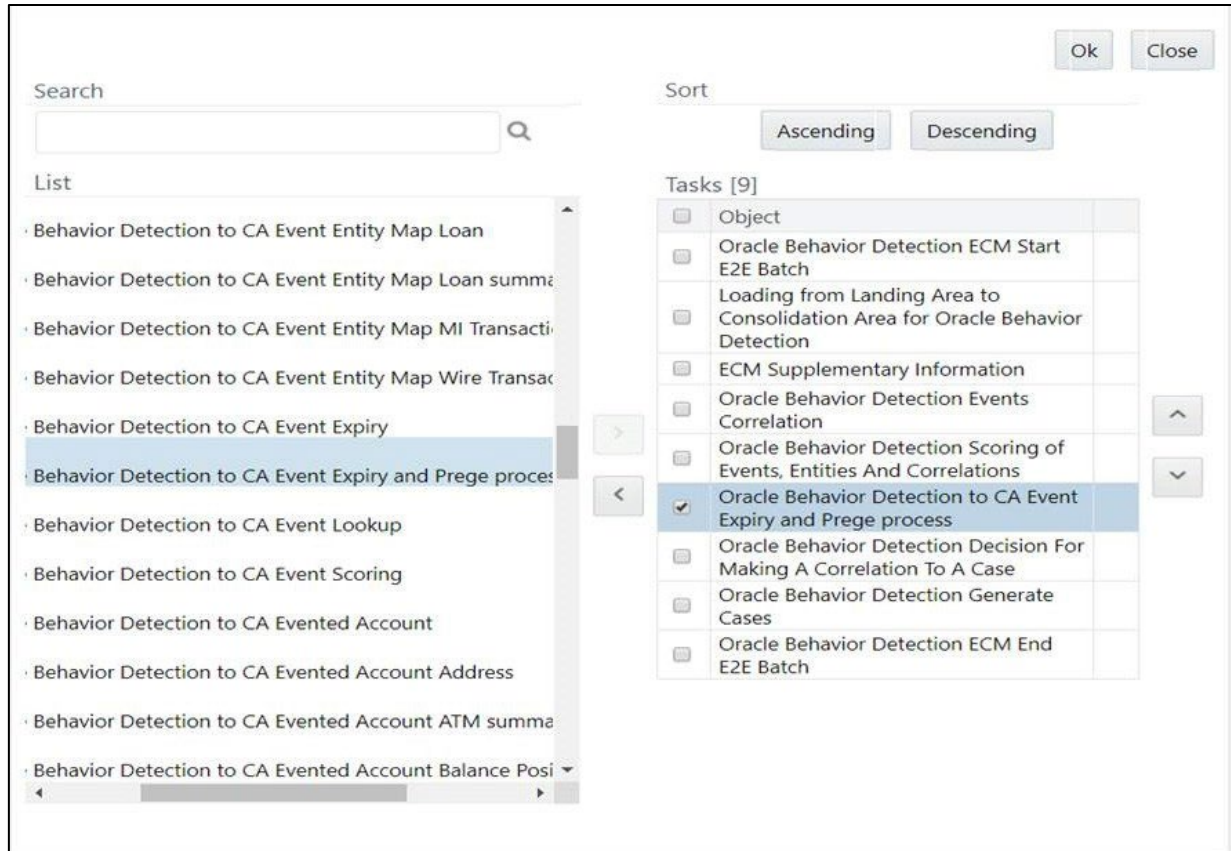 Ok Close
Search
Sort
Ascending Descending
List
Behavior Detection to CA Event Entity Map Loan
Behavior Detection to CA Event Entity Map Loan summa
Behavior Detection to CA Event Entity Map MI Transacti
Behavior Detection to CA Event Entity Map Wire Transac
Behavior Detection to CA Event Expiry
Behavior Detection to CA Event Expiry and Prege proces
Behavior Detection to CA Event Lookup
Behavior Detection to CA Event Scoring
Behavior Detection to CA Evented Account
Behavior Detection to CA Evented Account Address
Behavior Detection to CA Evented Account ATM summa
Behavior Detection to CA Evented Account Balance Posi
Tasks [9]
Object
Oracle Behavior Detection ECM Start
E2E Batch
Loading from Landing Area to
Consolidation Area for Oracle Behavior
Detection
ECM Supplementary Information
Oracle Behavior Detection Events
Correlation
Oracle Behavior Detection Scoring of
Events, Entities And Correlations
Oracle Behavior Detection to CA Event
Expiry and Prege process
Oracle Behavior Detection Decision For
Making A Correlation To A Case
Oracle Behavior Detection Generate
Cases
Oracle Behavior Detection ECM End
E2E Batch